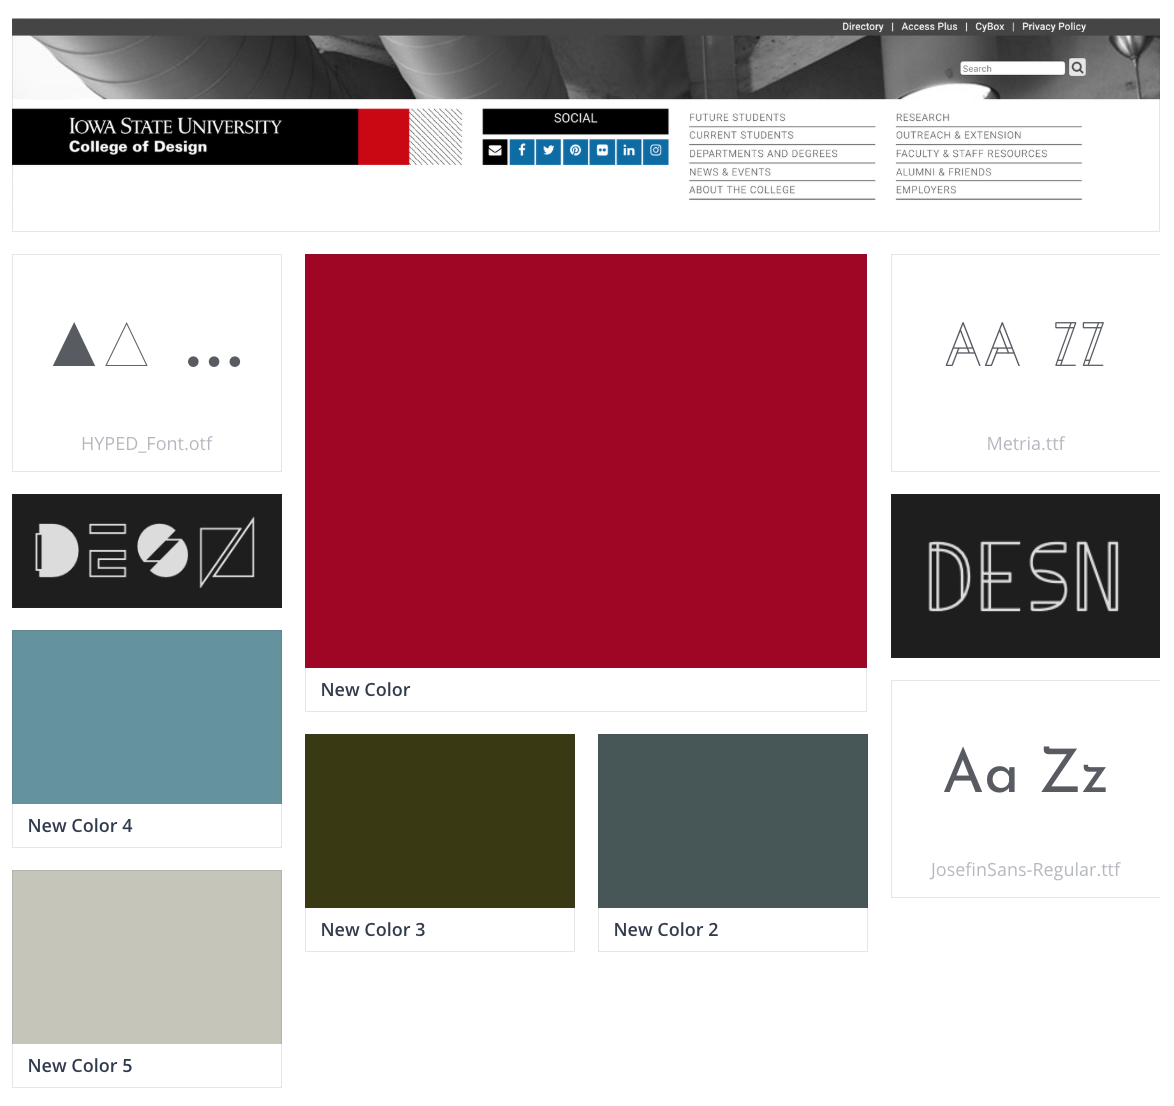 Directory | Access Plus | CyBox | Privacy Policy
Search
IOWA STATE UNIVERSITY
College of Design
SOCIAL
FUTURE STUDENTS
CURRENT STUDENTS
DEPARTMENTS AND DEGREES
NEWS & EVENTS
ABOUT THE COLLEGE
RESEARCH
OUTREACH & EXTENSION
FACULTY & STAFF RESOURCES
ALUMNI & FRIENDS
EMPLOYERS
HYPED_Font.otf
DESN
New Color 4
New Color 5
New Color
New Color 3
New Color 2
AA ZZ
Metria.ttf
DESN
Aa Zz
JosefinSans-Regular.ttf